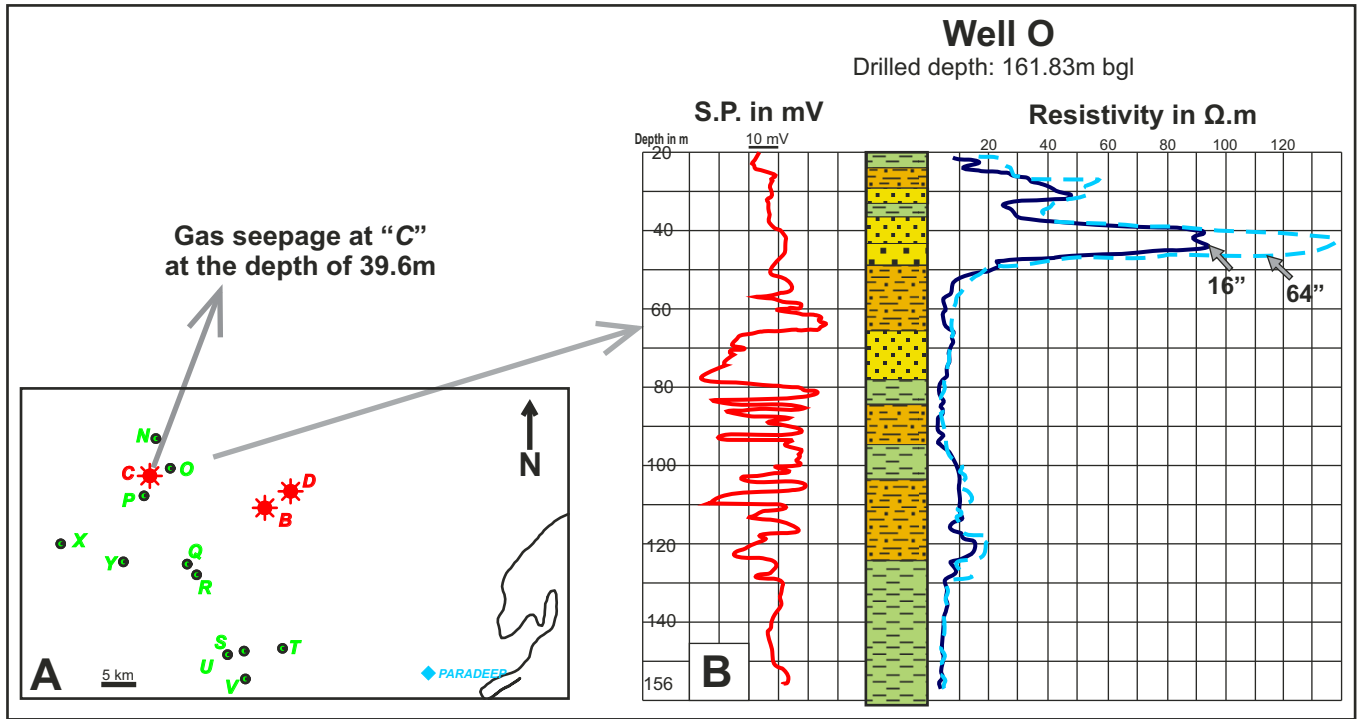 Well O
Drilled depth: 161.83m bgl
S.P. in mV
Resistivity in Ω.m
Depth in m
10 mV
20 40 60 80 100 120
20
40
60
80
100
120
140
156
16”
64”
B
Gas seepage at “C”
at the depth of 39.6m
N
N
C
O
P
D
B
X
Y
Q
R
S
T
U
V
PARADEEP
5 km
A